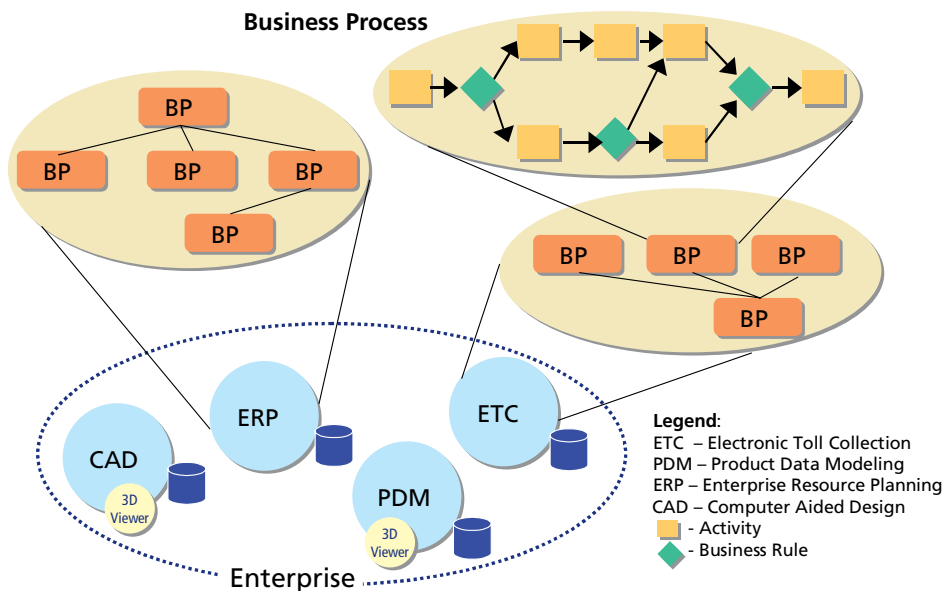 Business Process
BP
BP
BP
BP
BP
BP
BP
BP
BP
ERP
ETC
CAD
PDM
3D
Viewer
3D
Viewer
Enterprise
Legend:
ETC – Electronic Toll Collection
PDM – Product Data Modeling
ERP – Enterprise Resource Planning
CAD – Computer Aided Design
- Activity
- Business Rule